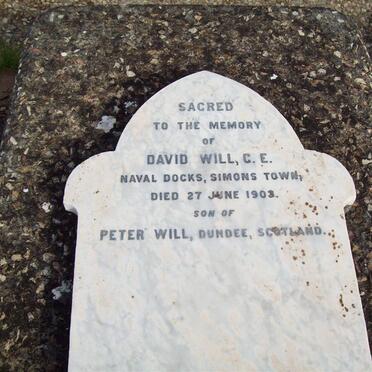 SACRED
TO THE MEMORY
OF
DAVID WILL, C.E.
NAVAL DOCKS, SIMONS TOWN,
DIED 27 JUNE 1903.
SON OF
PETER WILL, DUNDEE, SCOTLAND.